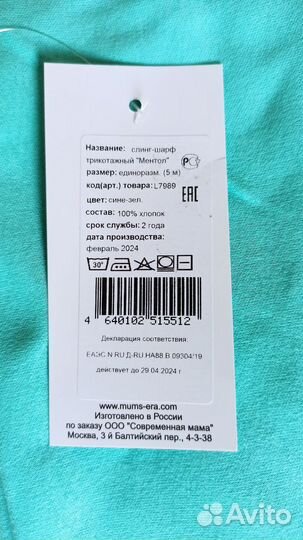 Название: слинг-шарф
трикотажный "Ментол"
размер: единоразм. (5 м)
код(арт.) товара: L7989
цвет: сине-зел.
состав: 100% хлопок
срок службы: 2 года
дата производства:
февраль 2024
РСТ
ЕАС
30°
4 640102 515512
Декларация соответствия:
ЕАЭС N RU Д-RU.НА88.В.09304/19
действует до 29.04.2024 г
www.mums-era.com
Изготовлено в России
по заказу ООО "Современная мама"
Москва, 3 й Балтийский пер., 4-3-38
Avito